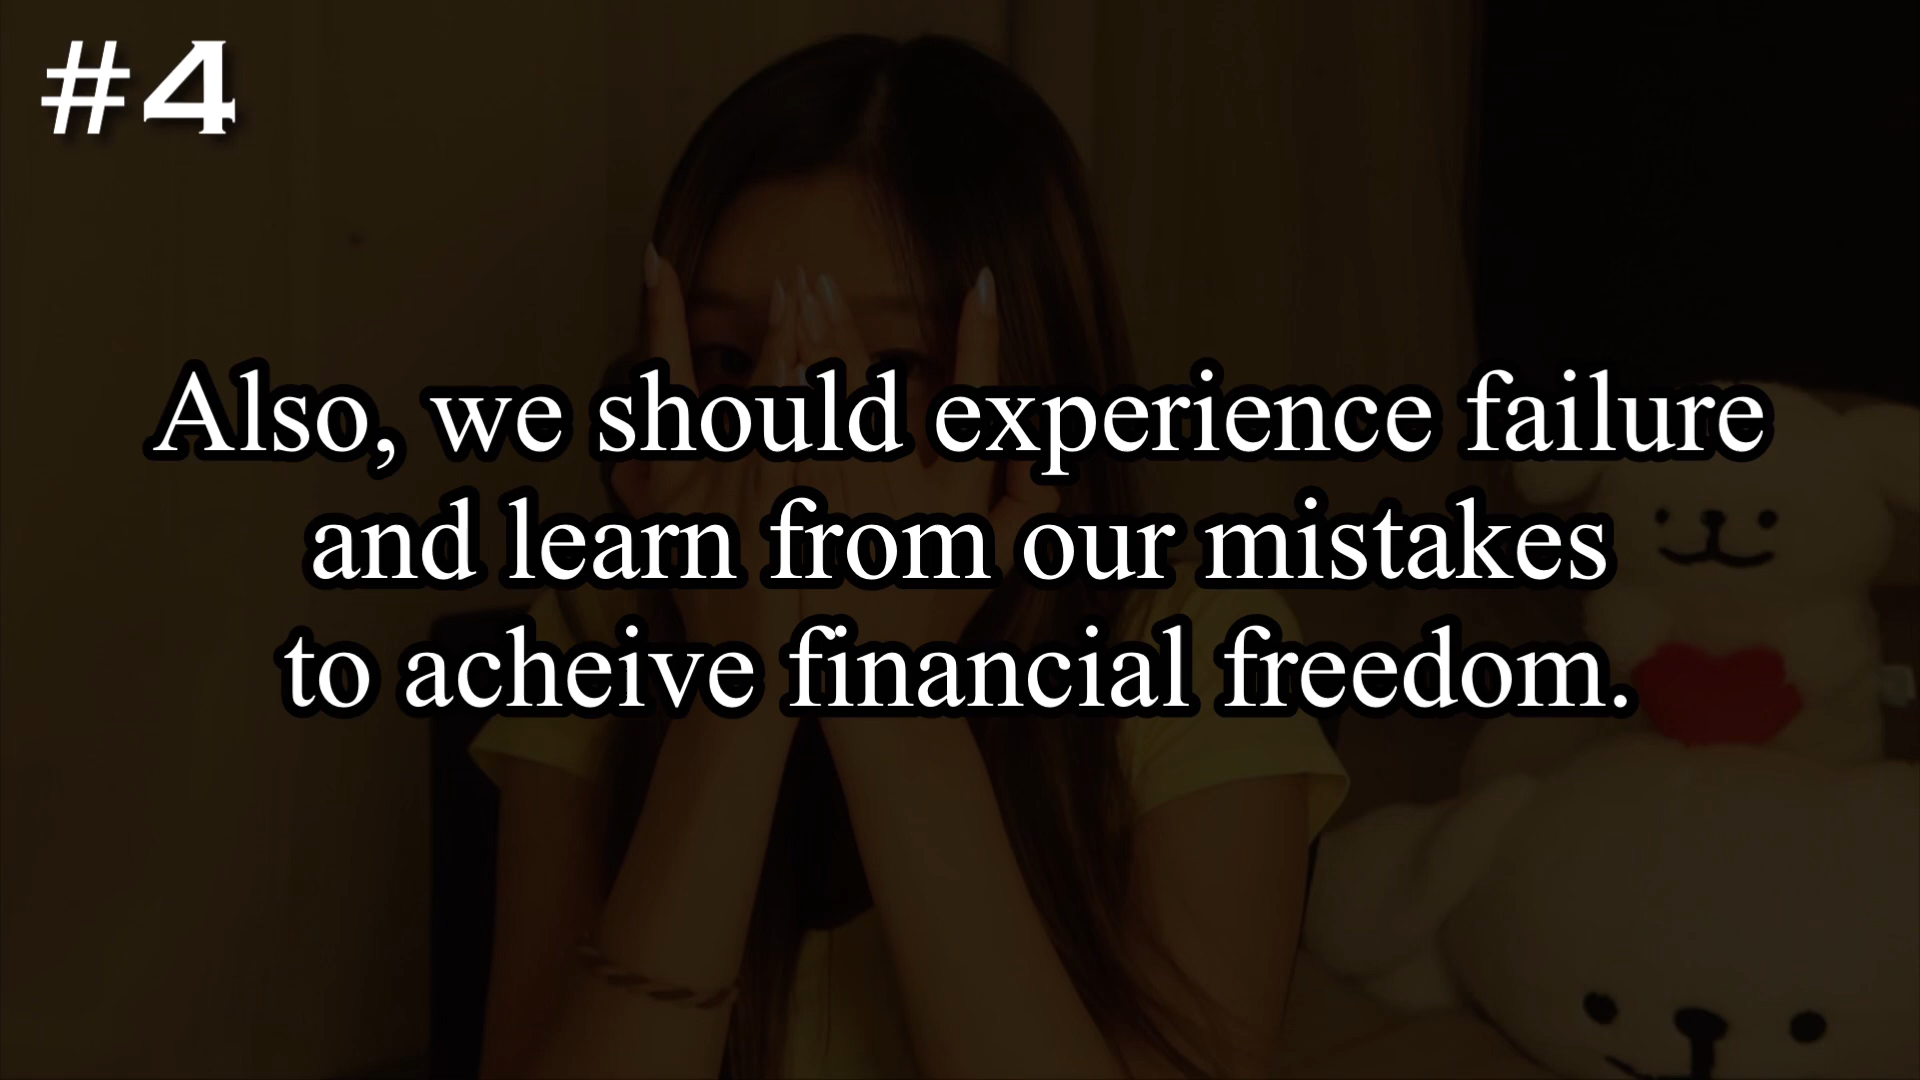 #4
Also, we should experience failure
and learn from our mistakes
to acheive financial freedom.